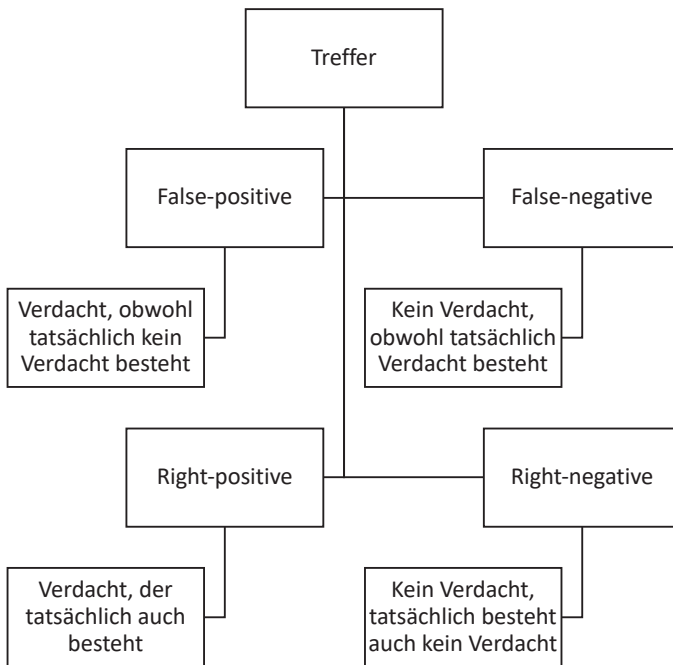 Treffer
False-positive
False-negative
Verdacht, obwohl
tatsächlich kein
Verdacht besteht
Kein Verdacht,
obwohl tatsächlich
Verdacht besteht
Right-positive
Right-negative
Verdacht, der
tatsächlich auch
besteht
Kein Verdacht,
tatsächlich besteht
auch kein Verdacht